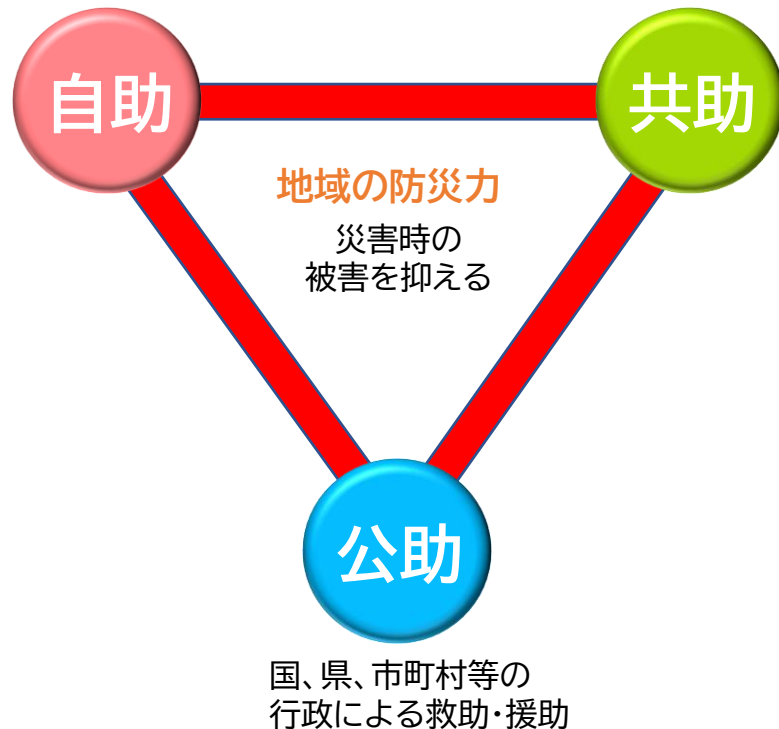 自助
共助
地域の防災力
災害時の
被害を抑える
公助
国、県、市町村等の
行政による救助・援助